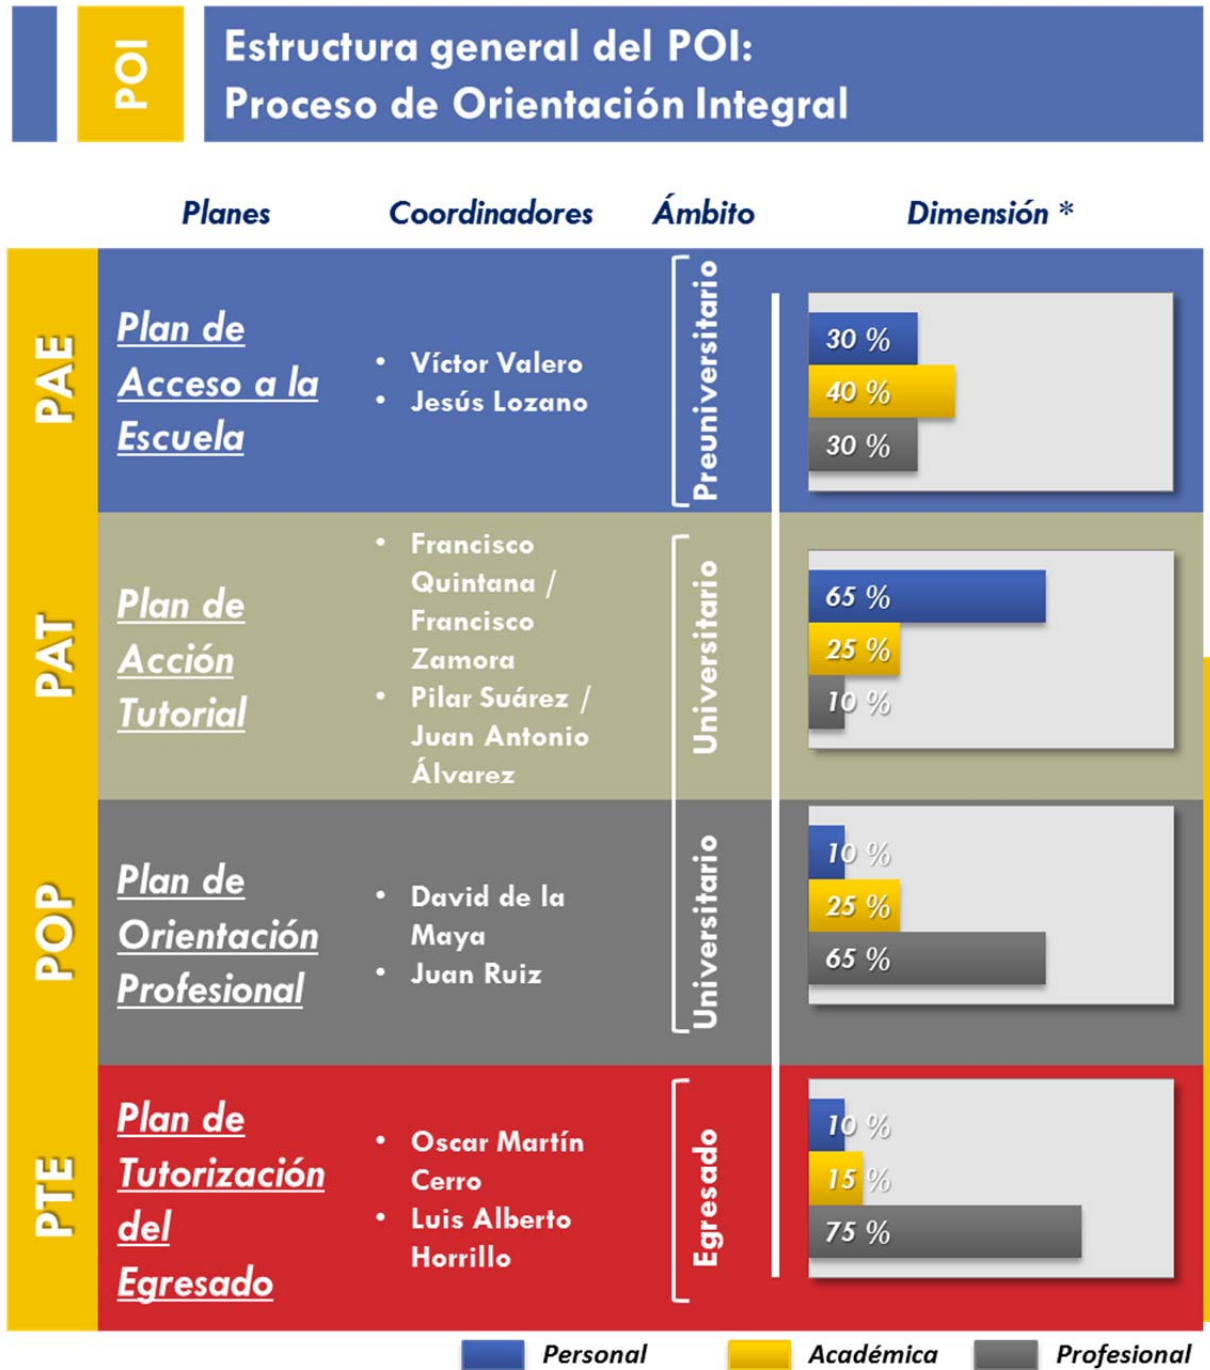 POI
Estructura general del POI:
Proceso de Orientación Integral
Planes
Coordinadores
Ámbito
Dimensión *
PAE
Plan de
Acceso a la
Escuela
• Víctor Valero
• Jesús Lozano
Preuniversitario
30 %
40 %
30 %
PAT
Plan de
Acción
Tutorial
• Francisco
Quintana /
Francisco
Zamora
• Pilar Suárez /
Juan Antonio
Álvarez
Universitario
65 %
25 %
10 %
POP
Plan de
Orientación
Profesional
• David de la
Maya
• Juan Ruiz
Universitario
10 %
25 %
65 %
PTE
Plan de
Tutorización
del
Egresado
• Oscar Martín
Cerro
• Luis Alberto
Horrillo
Egresado
10 %
15 %
75 %
Personal
Académica
Profesional